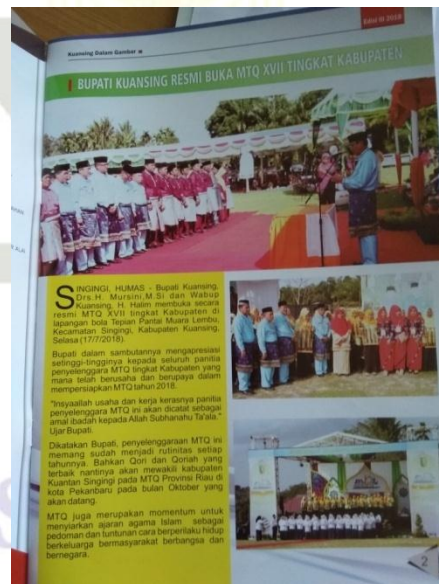 Edisi III 2018
Kuansing Dalam Gambar
BUPATI KUANSING RESMI BUKA MTQ XVII TINGKAT KABUPATEN
SINGINGI, HUMAS - Bupati Kuansing,
Drs.H. Mursini,M.Si dan Wabup
Kuansing, H. Halim membuka secara
resmi MTQ XVII tingkat Kabupaten di
lapangan bola Tepian Pantai Muara Lembu,
Kecamatan Singingi, Kabupaten Kuansing,
Selasa (17/7/2018).
Bupati dalam sambutannya mengapresiasi
setinggi-tingginya kepada seluruh panitia
penyelenggara MTQ tingkat Kabupaten yang
mana telah berusaha dan berupaya dalam
mempersiapkan MTQ tahun 2018.
"Insyaallah usaha dan kerja kerasnya panitia
penyelenggara MTQ ini akan dicatat sebagai
amal ibadah kepada Allah Subhanahu Ta'ala."
Ujar Bupati.
Dikatakan Bupati, penyelenggaraan MTQ ini
memang sudah menjadi rutinitas setiap
tahunnya. Bahkan Qori dan Qoriah yang
terbaik nantinya akan mewakili kabupaten
Kuantan Singingi pada MTQ Provinsi Riau di
kota Pekanbaru pada bulan Oktober yang
akan datang.
MTQ juga merupakan momentum untuk
menyiarkan ajaran agama Islam sebagai
pedoman dan tuntunan cara berperilaku hidup
berkeluarga bermasyarakat berbangsa dan
bernegara.
2